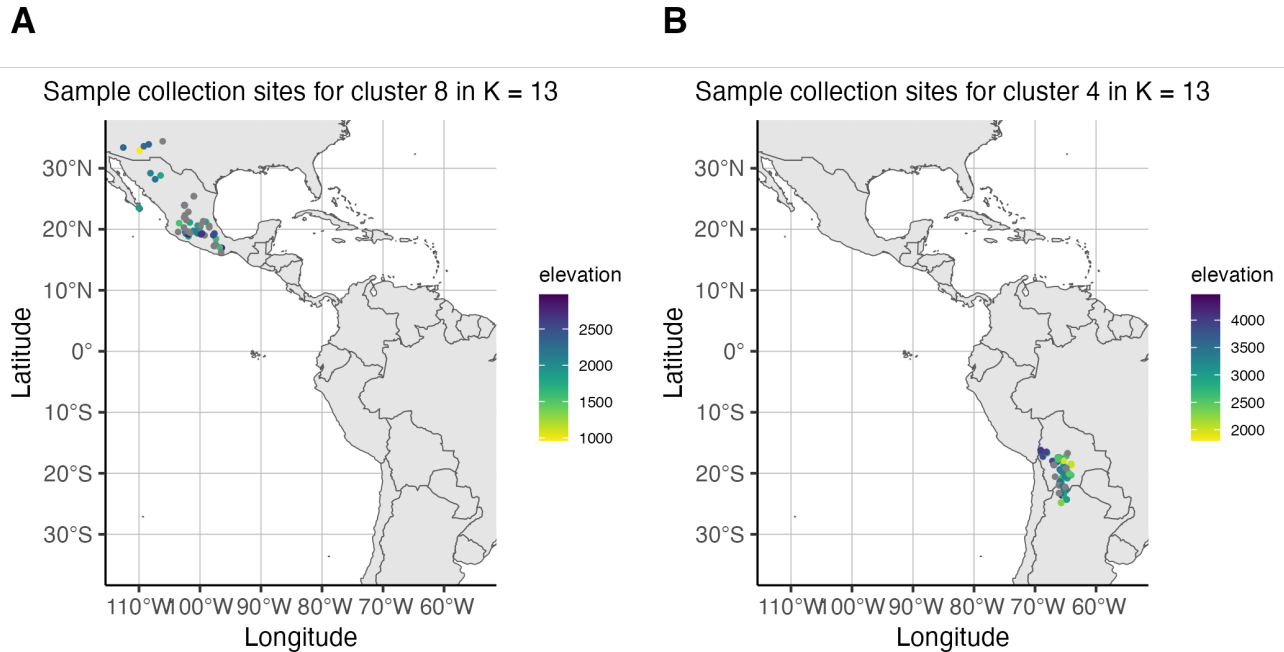 A
B
Sample collection sites for cluster 8 in K = 13
Sample collection sites for cluster 4 in K = 13
30°N
20°N
10°N
0°
10°S
20°S
30°S
Latitude
110°W 100°W 90°W 80°W 70°W 60°W
Longitude
elevation
2500
2000
1500
1000
30°N
20°N
10°N
0°
10°S
20°S
30°S
Latitude
110°W 100°W 90°W 80°W 70°W 60°W
Longitude
elevation
4000
3500
3000
2500
2000